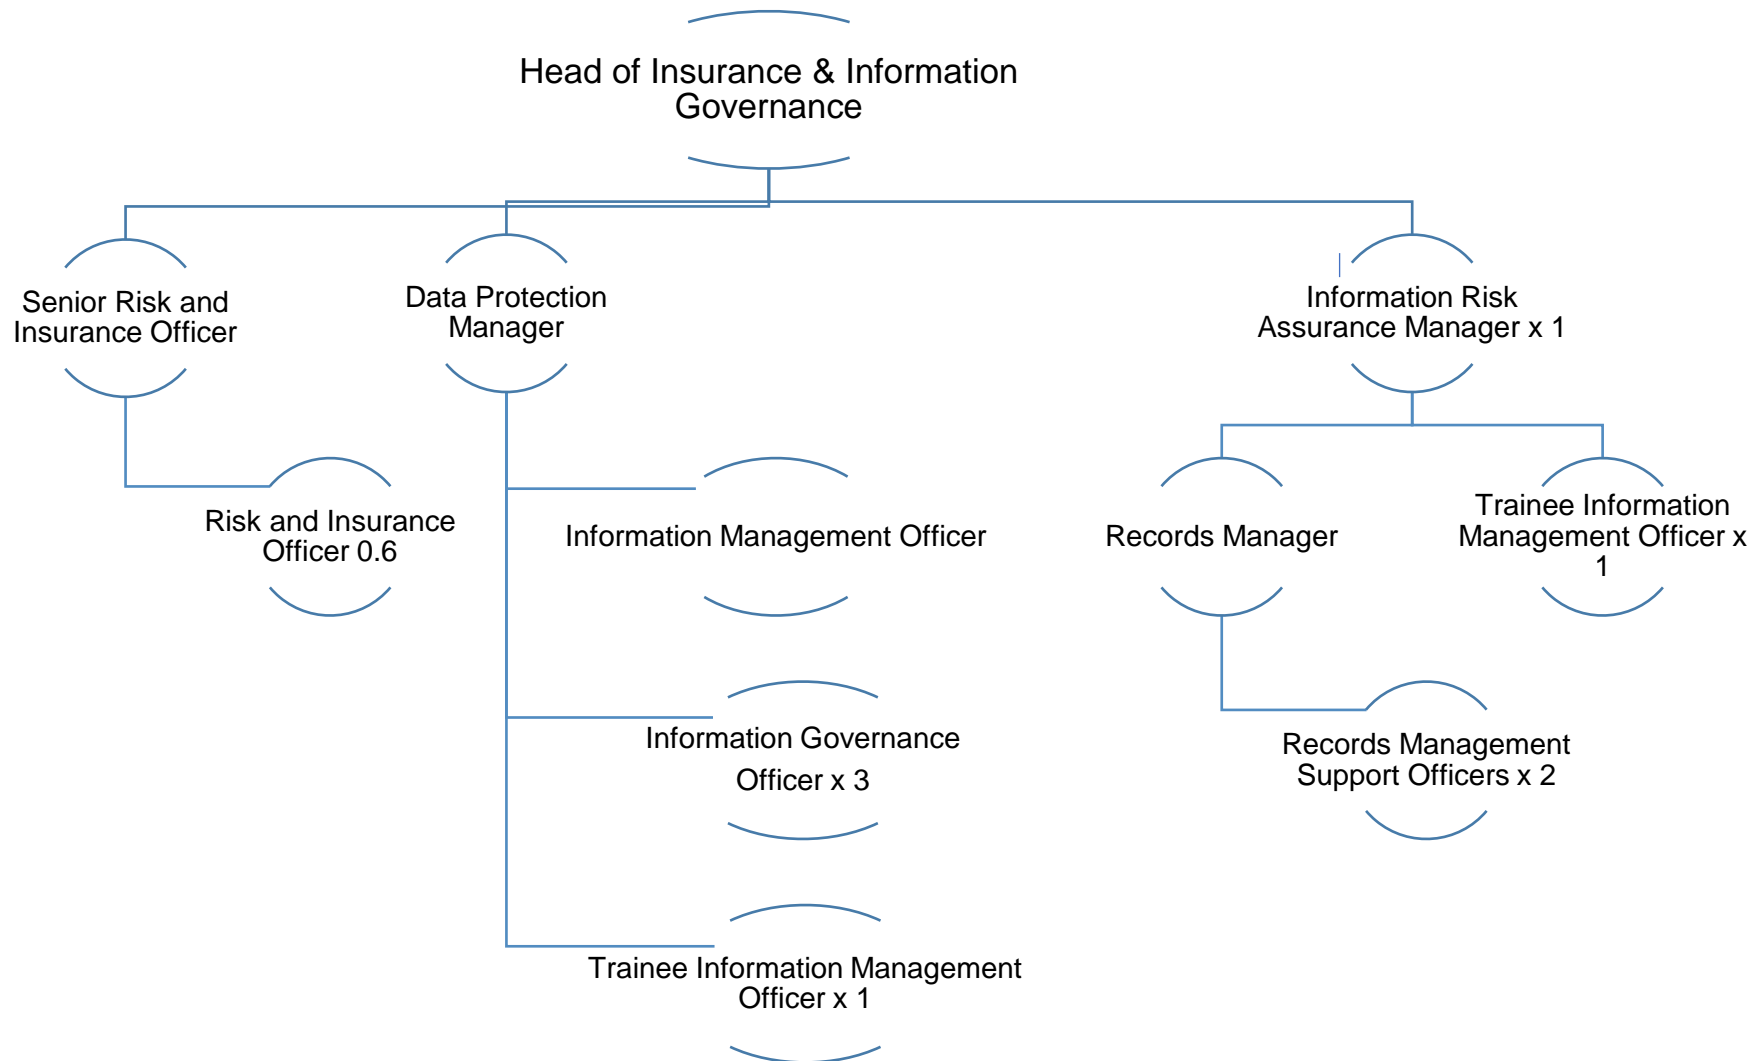 Head of Insurance & Information
Governance
Senior Risk and
Insurance Officer
Data Protection
Manager
Information Risk
Assurance Manager x 1
Risk and Insurance
Officer 0.6
Information Management Officer
Records Manager
Trainee Information
Management Officer x
1
Information Governance
Officer x 3
Records Management
Support Officers x 2
Trainee Information Management
Officer x 1